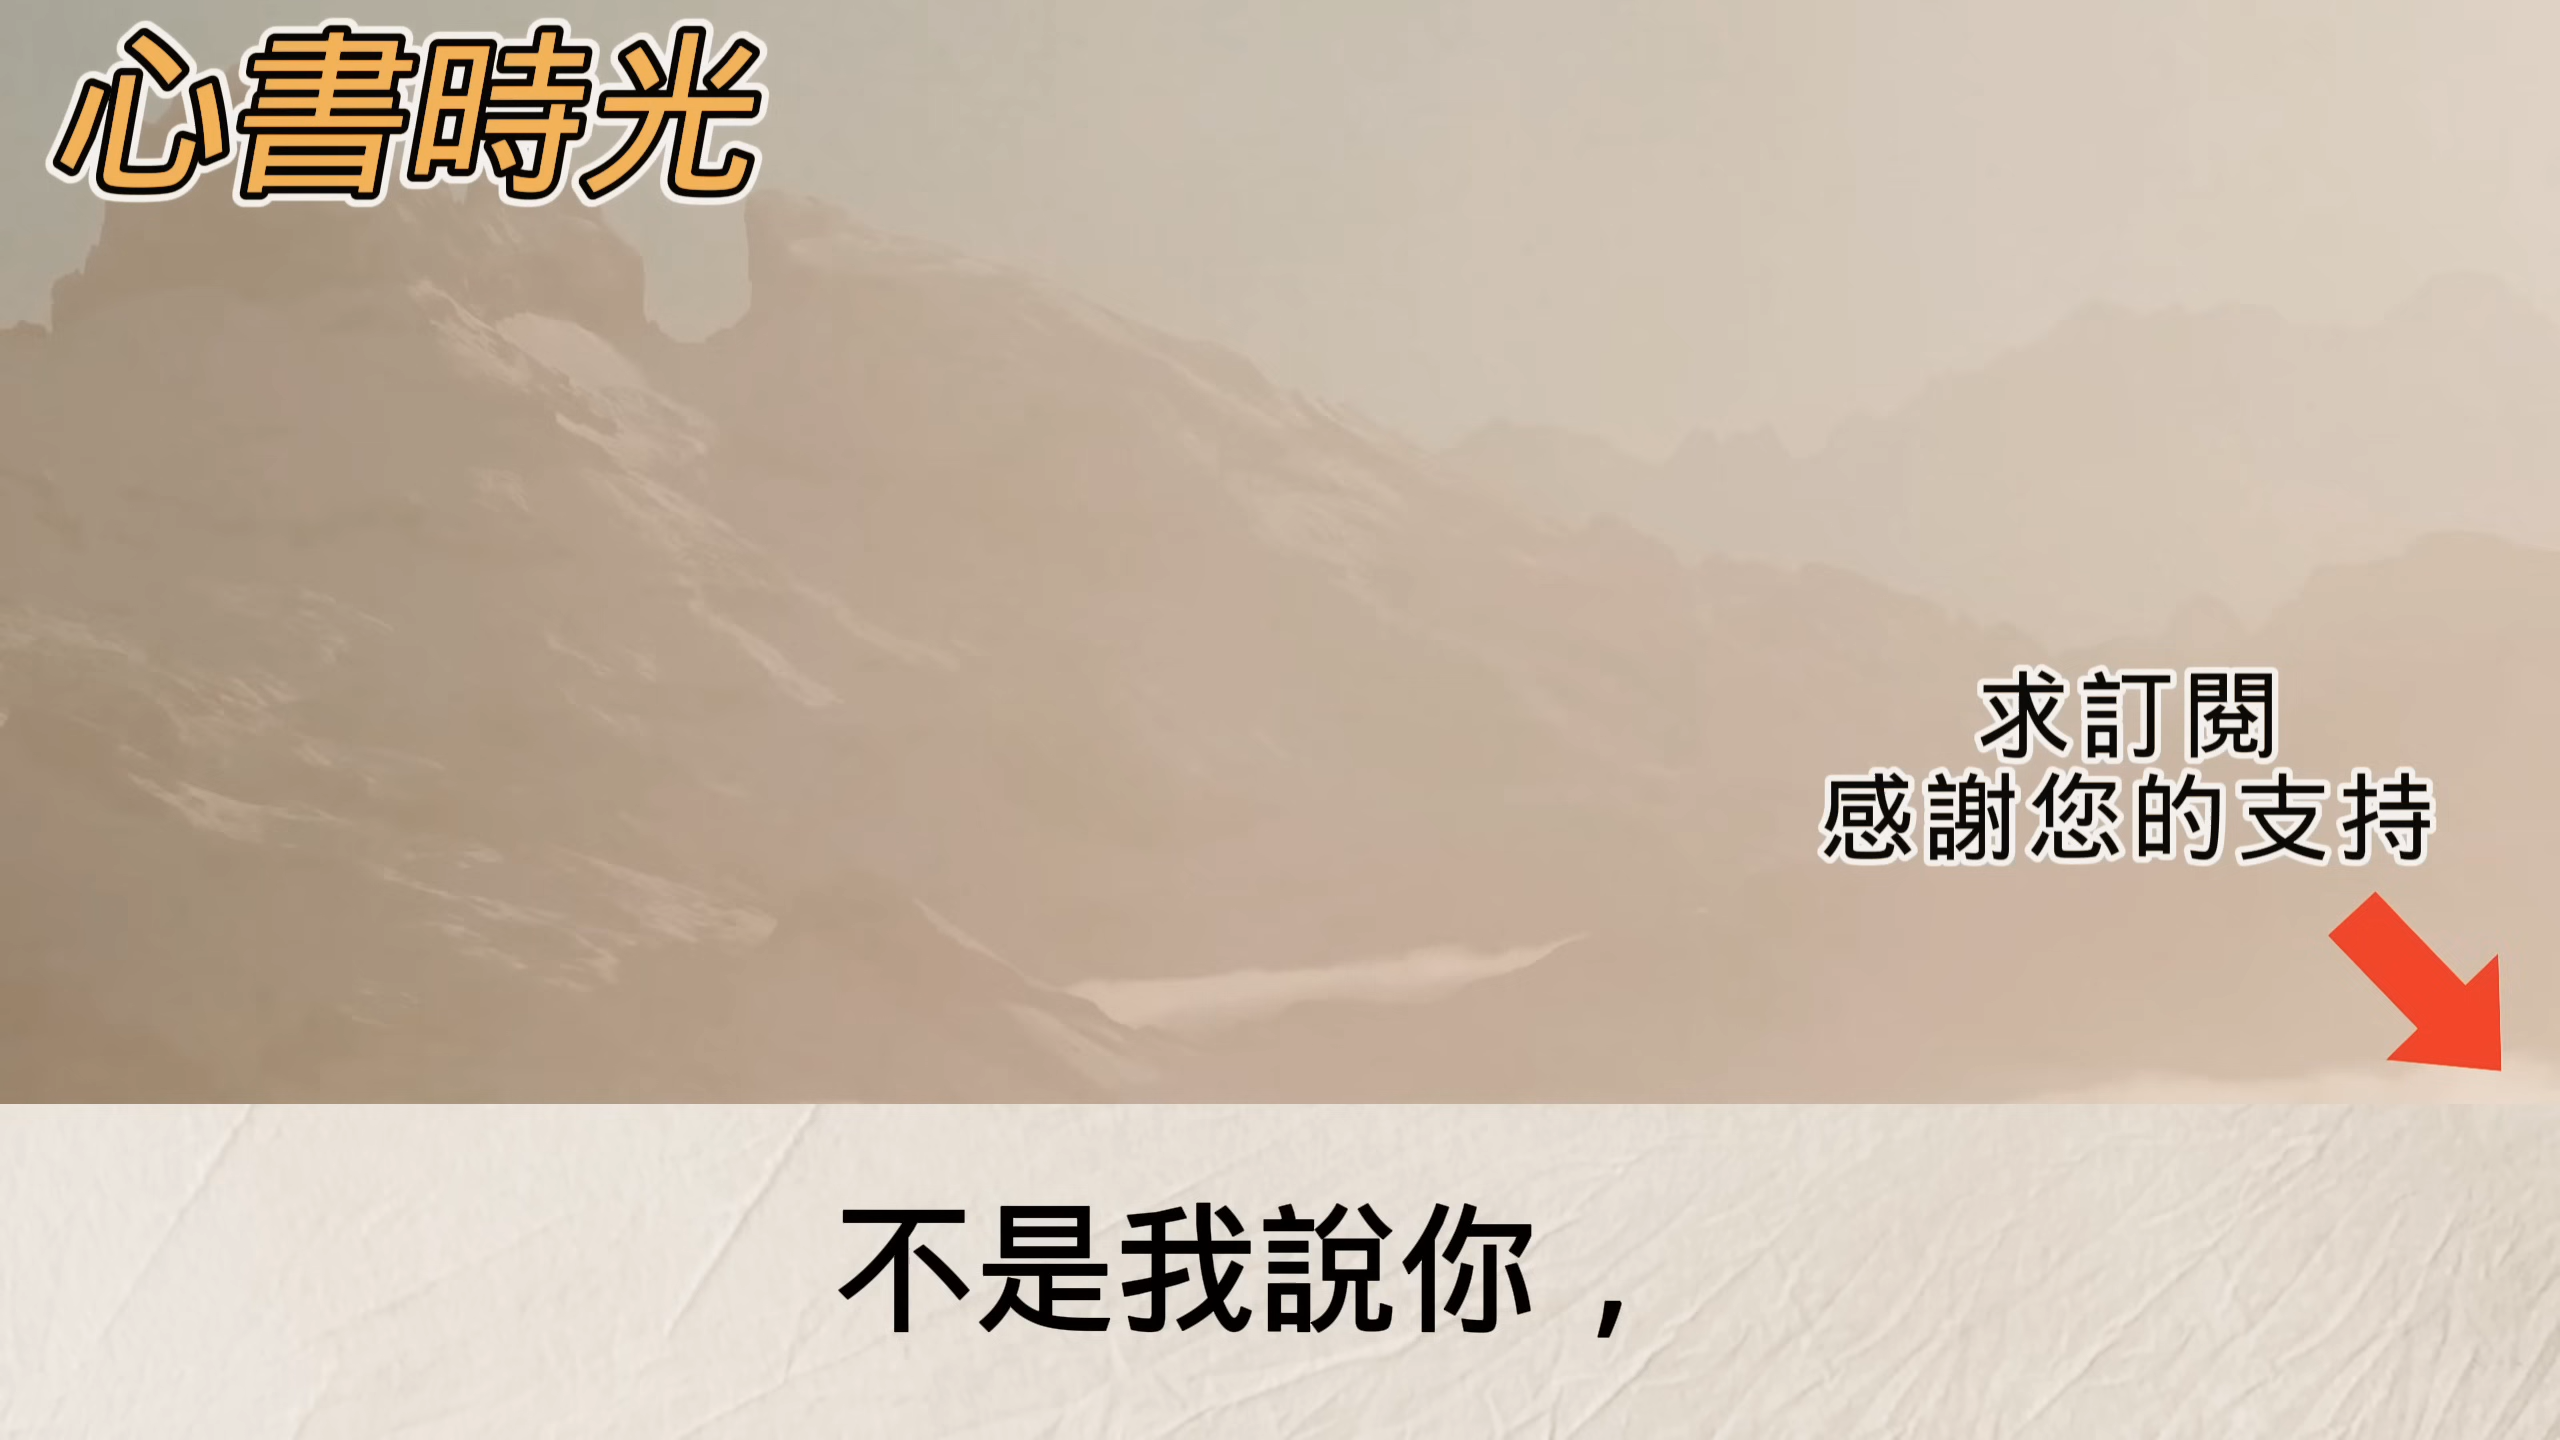 心書時光
求訂閱
感謝您的支持
不是我說你，